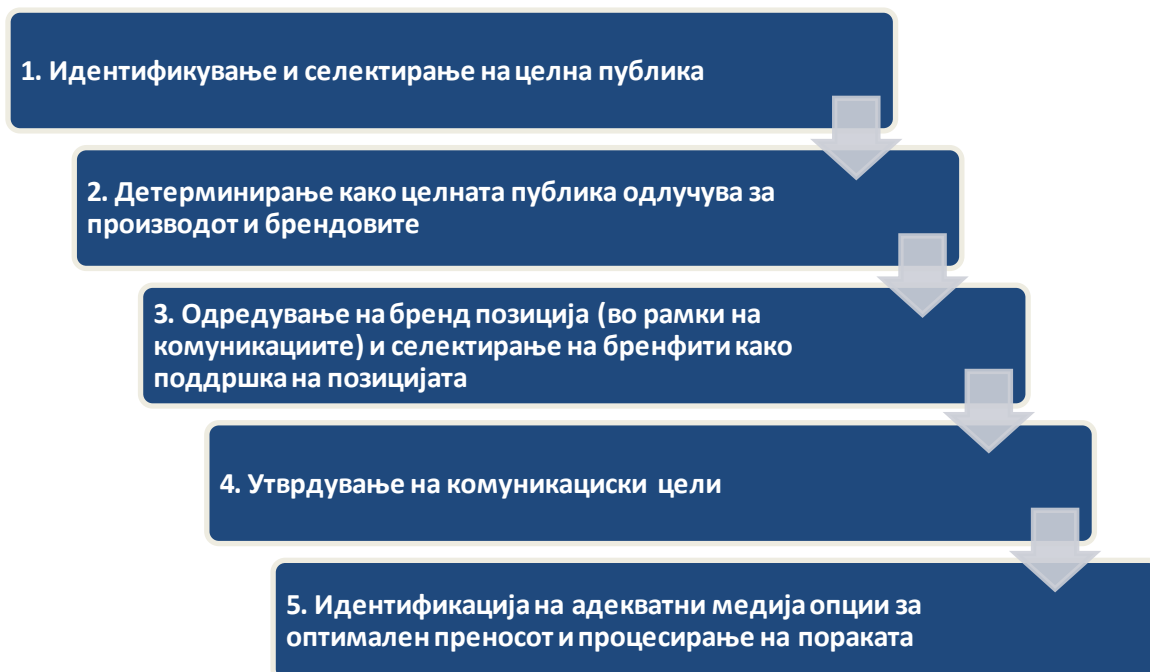 1. Идентификување и селектирање на целна публика
2. Детерминирање како целната публика одлучува за
производот и брендовите
3. Одредување на бренд позиција (во рамки на
комуникациите) и селектирање на бренфити како
поддршка на позицијата
4. Утврдување на комуникациски цели
5. Идентификација на адекватни медија опции за
оптимален преносот и процесирање на пораката